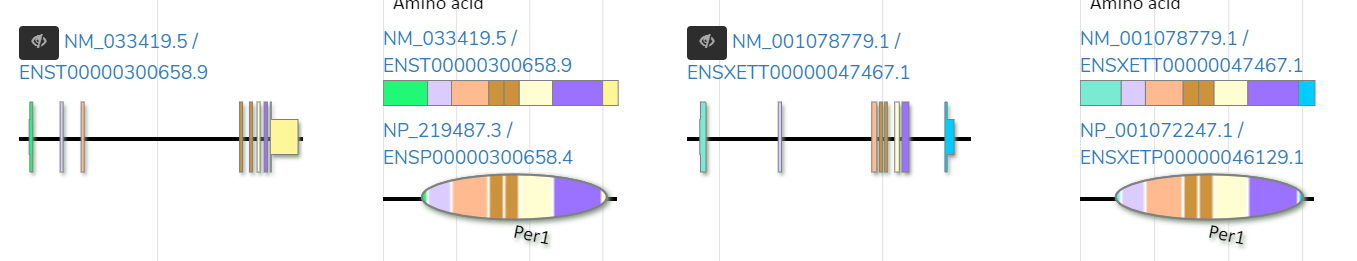 Amino acid
NM_033419.5 /
ENST00000300658.9
NM_033419.5 /
ENST00000300658.9
NP_219487.3 /
ENSP00000300658.4
Per1
NM_001078779.1 /
ENSXETT00000047467.1
Amino acid
NM_001078779.1 /
ENSXETT00000047467.1
NP_001072247.1 /
ENSXETP00000046129.1
Per1